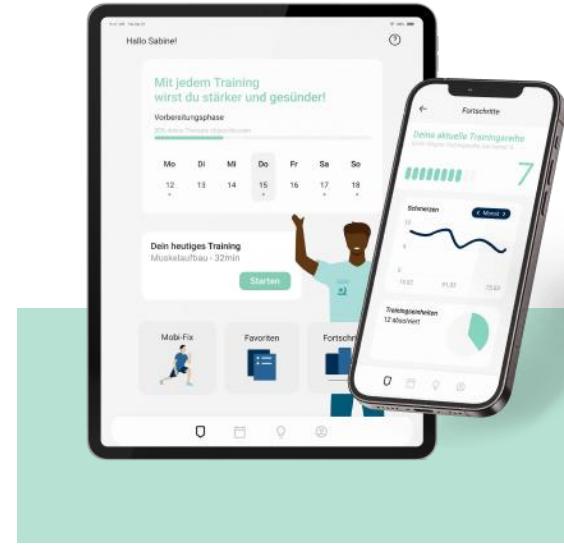 Hallo Sabine!
Mit jedem Training
wirst du stärker und gesünder!
Vorbereitungsphase
Mo Di Mi Do Fr Sa So
12 13 14 15 16 17 18
Dein heutiges Training
Muskelaufbau - 32min
Starten
Mobi-Fix
Favoriten
Fortsch
Fortschritte
Deine aktuelle Trainingsreihe
7
Schmerzen
Monat
10
Trainingseinheiten
12 absolviert